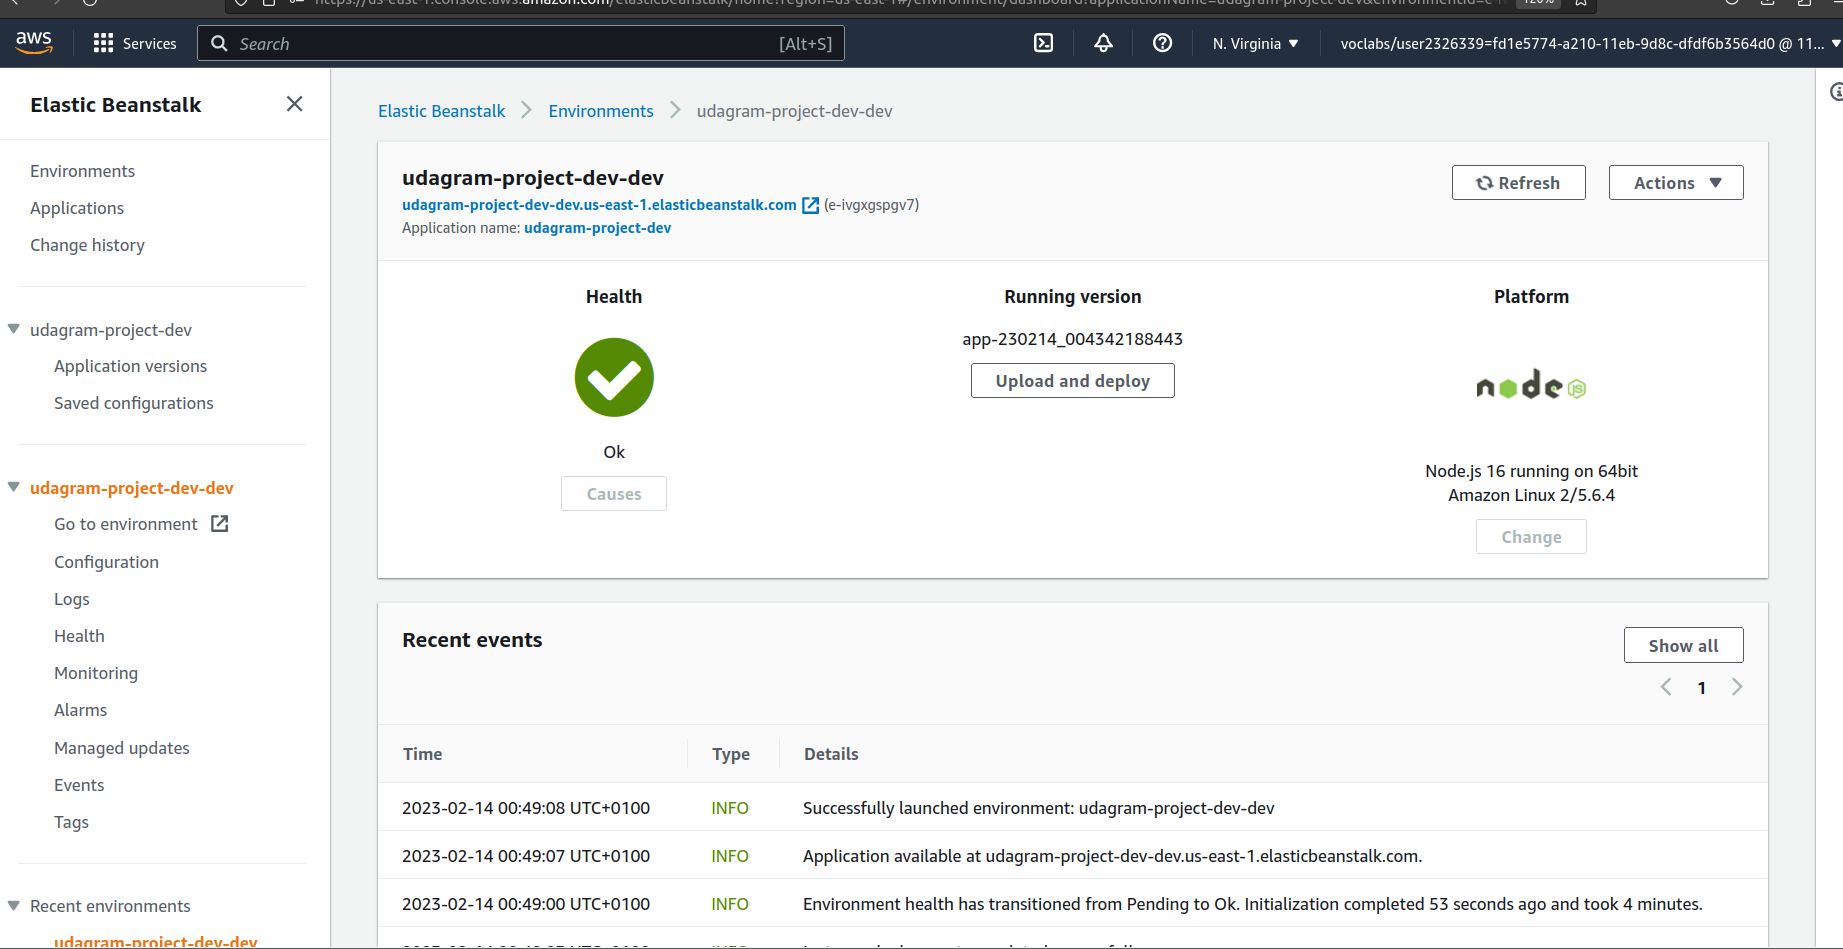 aws
Services
Search
[Alt+S]
N. Virginia
voclabs/user2326339=fd1e5774-a210-11eb-9d8c-dfdf6b3564d0 @ 11...
Elastic Beanstalk
Environments
Applications
Change history
udagram-project-dev
Application versions
Saved configurations
udagram-project-dev-dev
Go to environment
Configuration
Logs
Health
Monitoring
Alarms
Managed updates
Events
Tags
Recent environments
udagram-project-dev-dev
Elastic Beanstalk
Environments
udagram-project-dev-dev
udagram-project-dev-dev
udagram-project-dev-dev.us-east-1.elasticbeanstalk.com (e-ivgxgspgv7)
Application name: udagram-project-dev
Refresh
Actions
Health
Ok
Causes
Running version
app-230214_004342188443
Upload and deploy
Platform
node JS
Node.js 16 running on 64bit
Amazon Linux 2/5.6.4
Change
Recent events
Show all
1
Time Type Details
2023-02-14 00:49:08 UTC+0100 INFO Successfully launched environment: udagram-project-dev-dev
2023-02-14 00:49:07 UTC+0100 INFO Application available at udagram-project-dev-dev.us-east-1.elasticbeanstalk.com.
2023-02-14 00:49:00 UTC+0100 INFO Environment health has transitioned from Pending to Ok. Initialization completed 53 seconds ago and took 4 minutes.